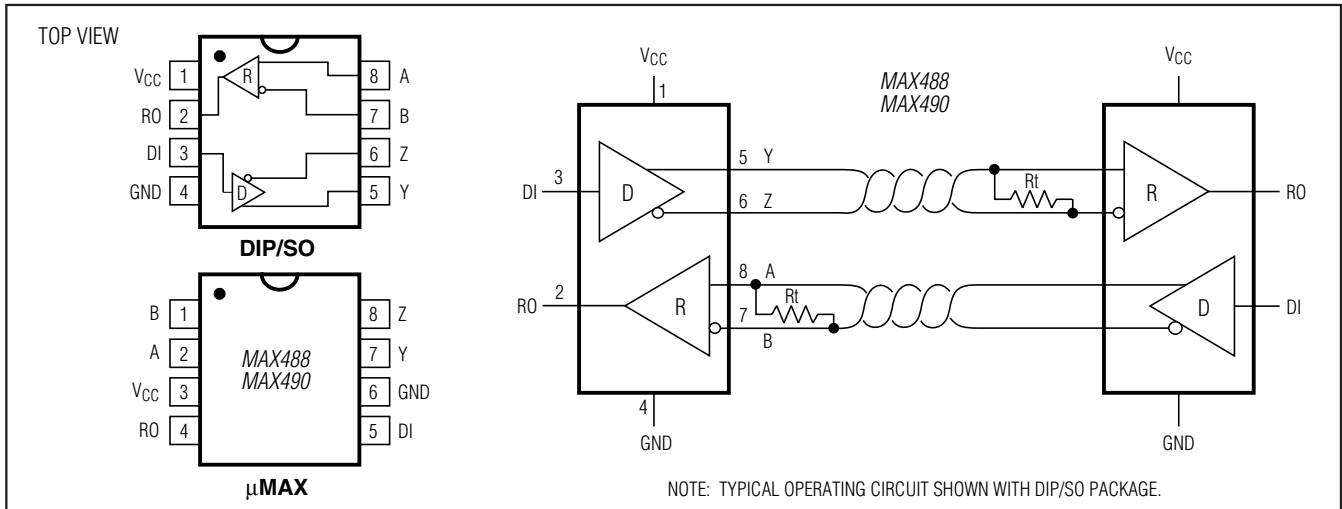 TOP VIEW
VCC 1
RO 2
DI 3
GND 4
8 A
7 B
6 Z
5 Y
R
D
DIP/SO
B 1
A 2
VCC 3
RO 4
8 Z
7 Y
6 GND
5 DI
MAX488
MAX490
µMAX
MAX488
MAX490
VCC
1
DI 3
D
5 Y
6 Z
Rt
RO 2
R
8 A
7
B
Rt
4
GND
VCC
R
RO
D
DI
GND
NOTE: TYPICAL OPERATING CIRCUIT SHOWN WITH DIP/SO PACKAGE.